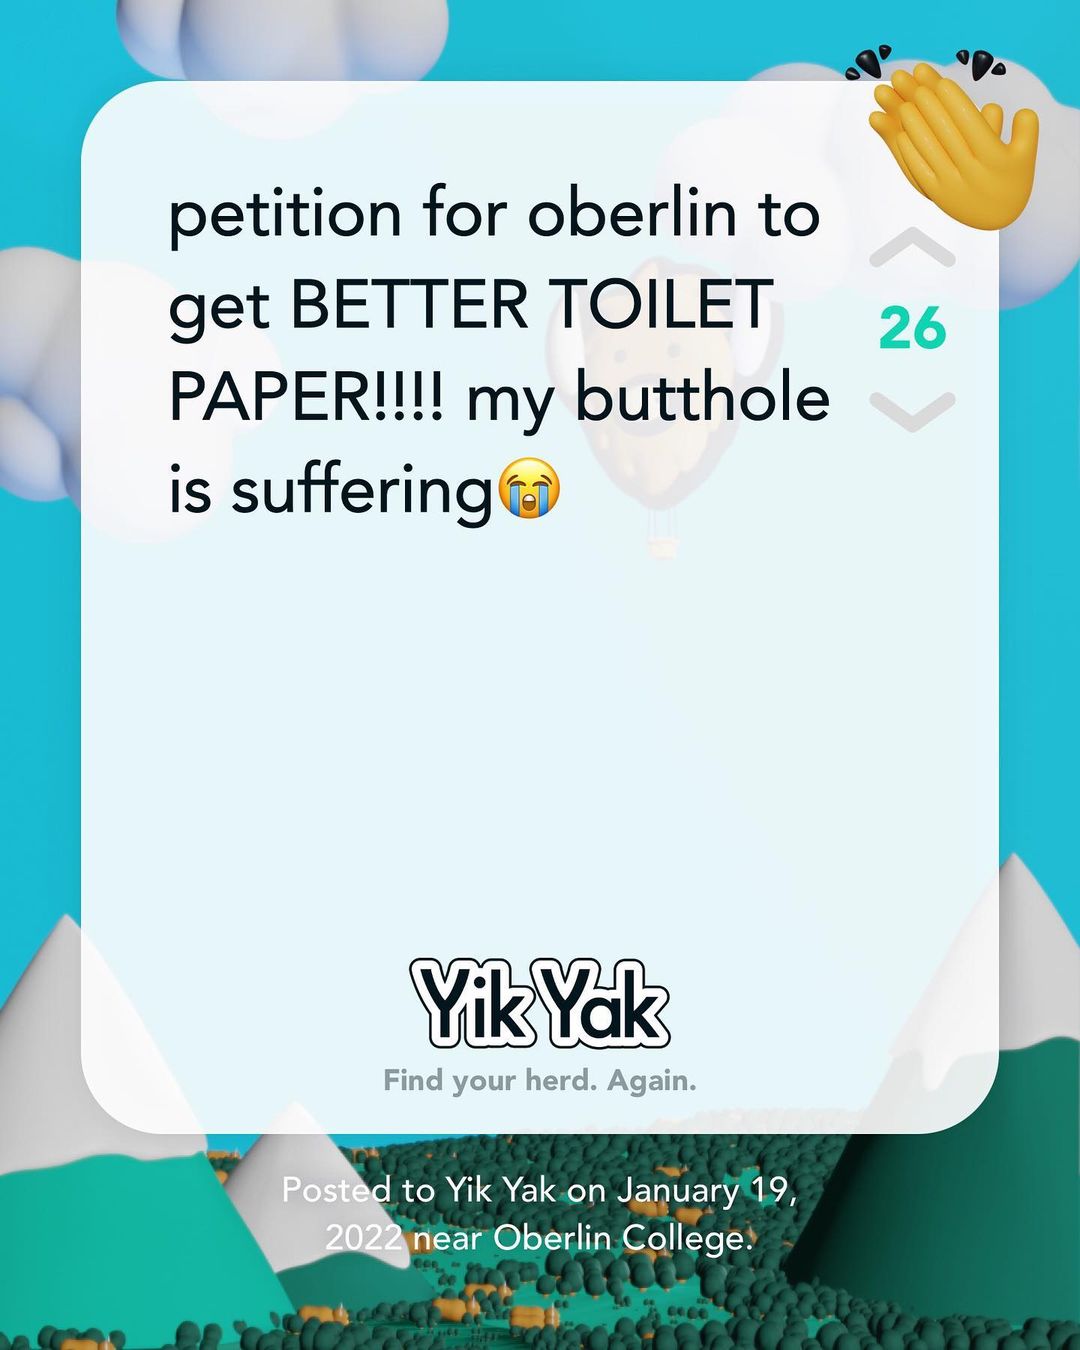 petition for oberlin to
get BETTER TOILET
PAPER!!!! my butthole
is suffering😭
26
Yik Yak
Find your herd. Again.
Posted to Yik Yak on January 19,
2022 near Oberlin College.